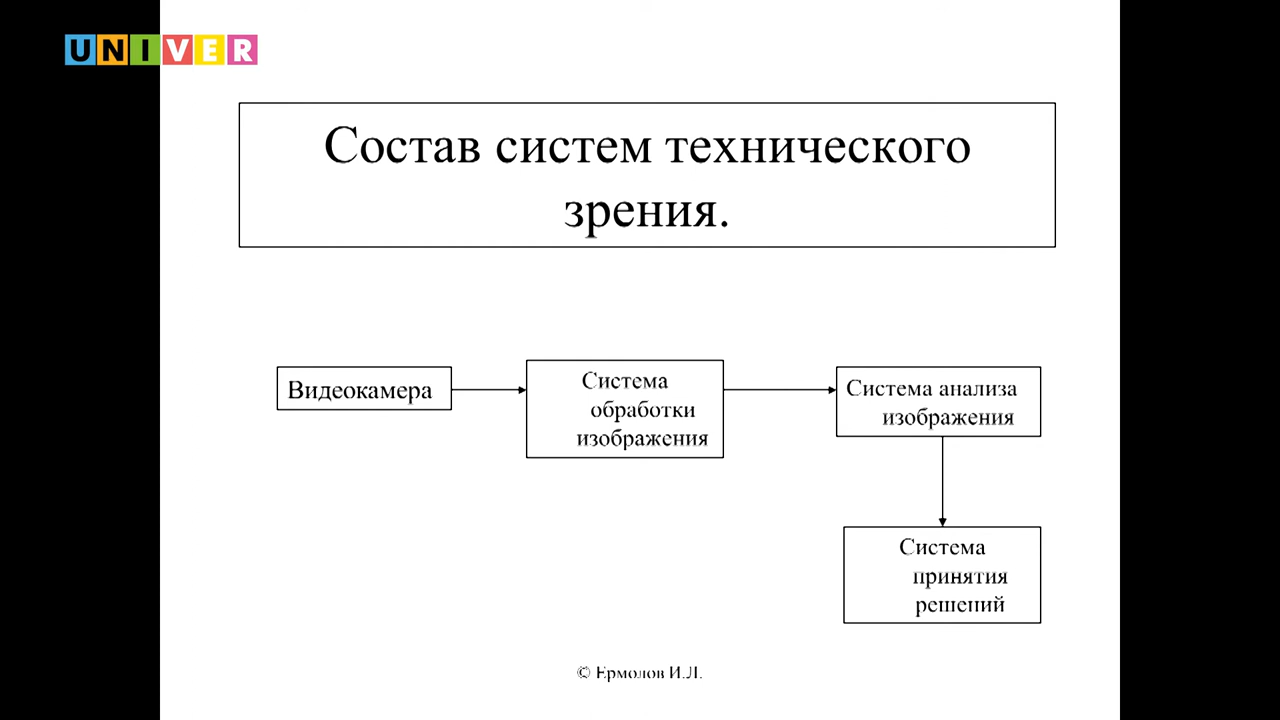 UNIVER
Состав систем технического
зрения.
Видеокамера
Система
обработки
изображения
Система анализа
изображения
Система
принятия
решений
© Ермолов И.Л.